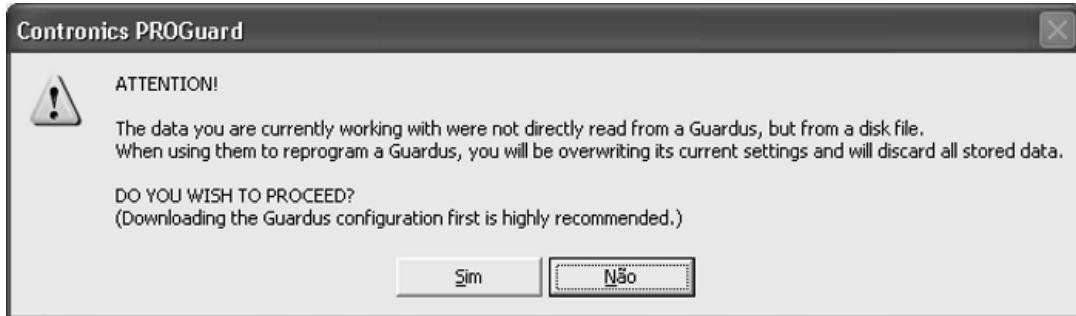 Contronics PROGuard
ATTENTION!
The data you are currently working with were not directly read from a Guardus, but from a disk file.
When using them to reprogram a Guardus, you will be overwriting its current settings and will discard all stored data.
DO YOU WISH TO PROCEED?
(Downloading the Guardus configuration first is highly recommended.)
Sim Não